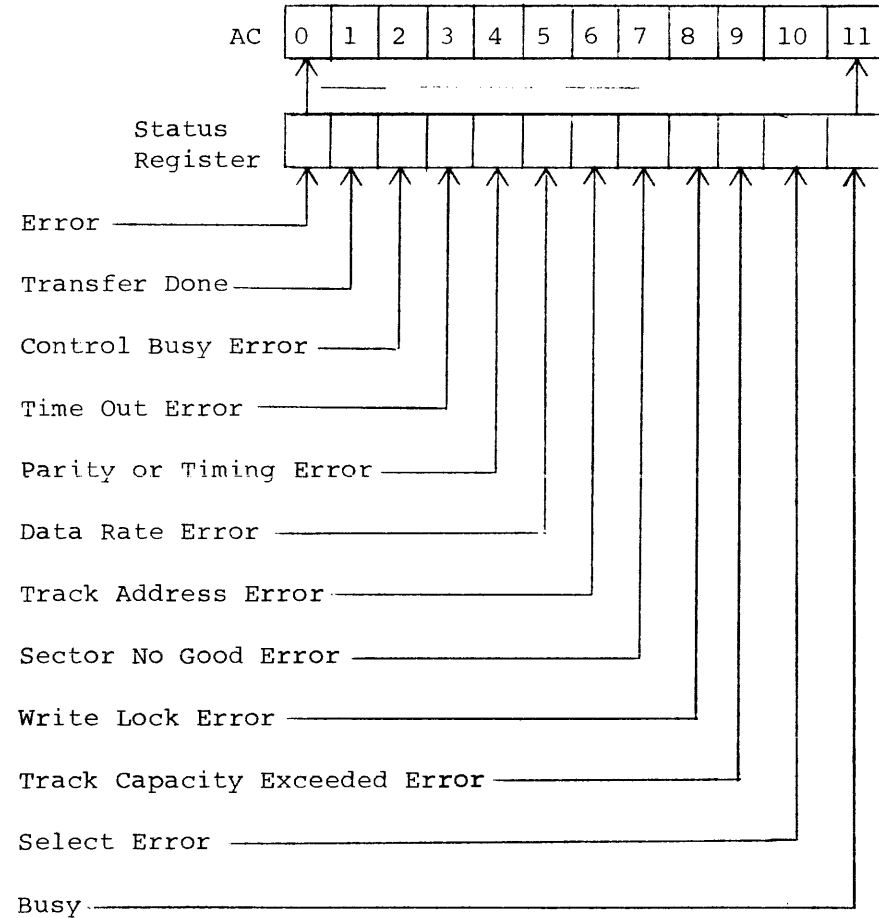 AC 0 1 2 3 4 5 6 7 8 9 10 11
Status
Register
Error
Transfer Done
Control Busy Error
Time Out Error
Parity or Timing Error
Data Rate Error
Track Address Error
Sector No Good Error
Write Lock Error
Track Capacity Exceeded Error
Select Error
Busy